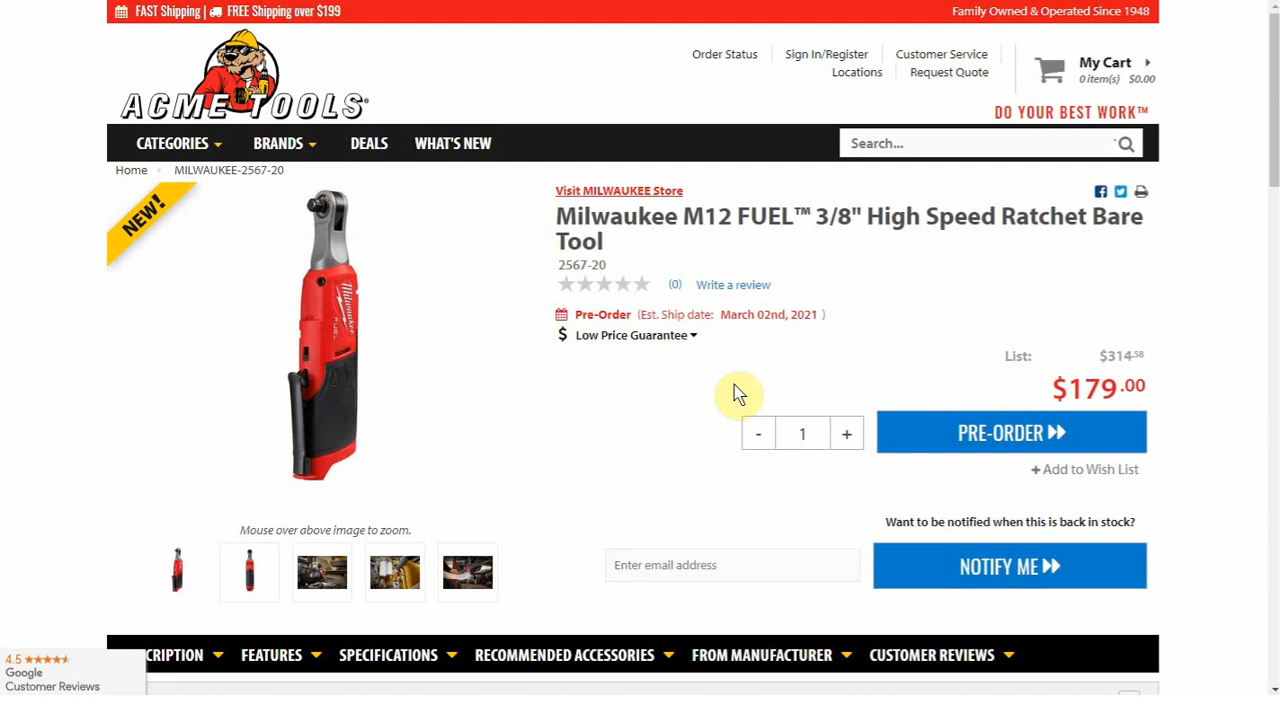 FAST Shipping | FREE Shipping over $199
Family Owned & Operated Since 1948
ACME TOOLS®
Order Status
Sign In/Register
Customer Service
Locations
Request Quote
My Cart
0 item(s) $0.00
DO YOUR BEST WORK™
CATEGORIES
BRANDS
DEALS
WHAT'S NEW
Search...
Home
MILWAUKEE-2567-20
NEW!
Milwaukee
FUEL
Visit MILWAUKEE Store
Milwaukee M12 FUEL™ 3/8" High Speed Ratchet Bare
Tool
2567-20
(0) Write a review
Pre-Order (Est. Ship date: March 02nd, 2021 )
$ Low Price Guarantee
List: $314.58
$179.00
- 1 +
PRE-ORDER
+ Add to Wish List
Mouse over above image to zoom.
Want to be notified when this is back in stock?
Enter email address
NOTIFY ME
CRIPTION
FEATURES
SPECIFICATIONS
RECOMMENDED ACCESSORIES
FROM MANUFACTURER
CUSTOMER REVIEWS
4.5
Google
Customer Reviews